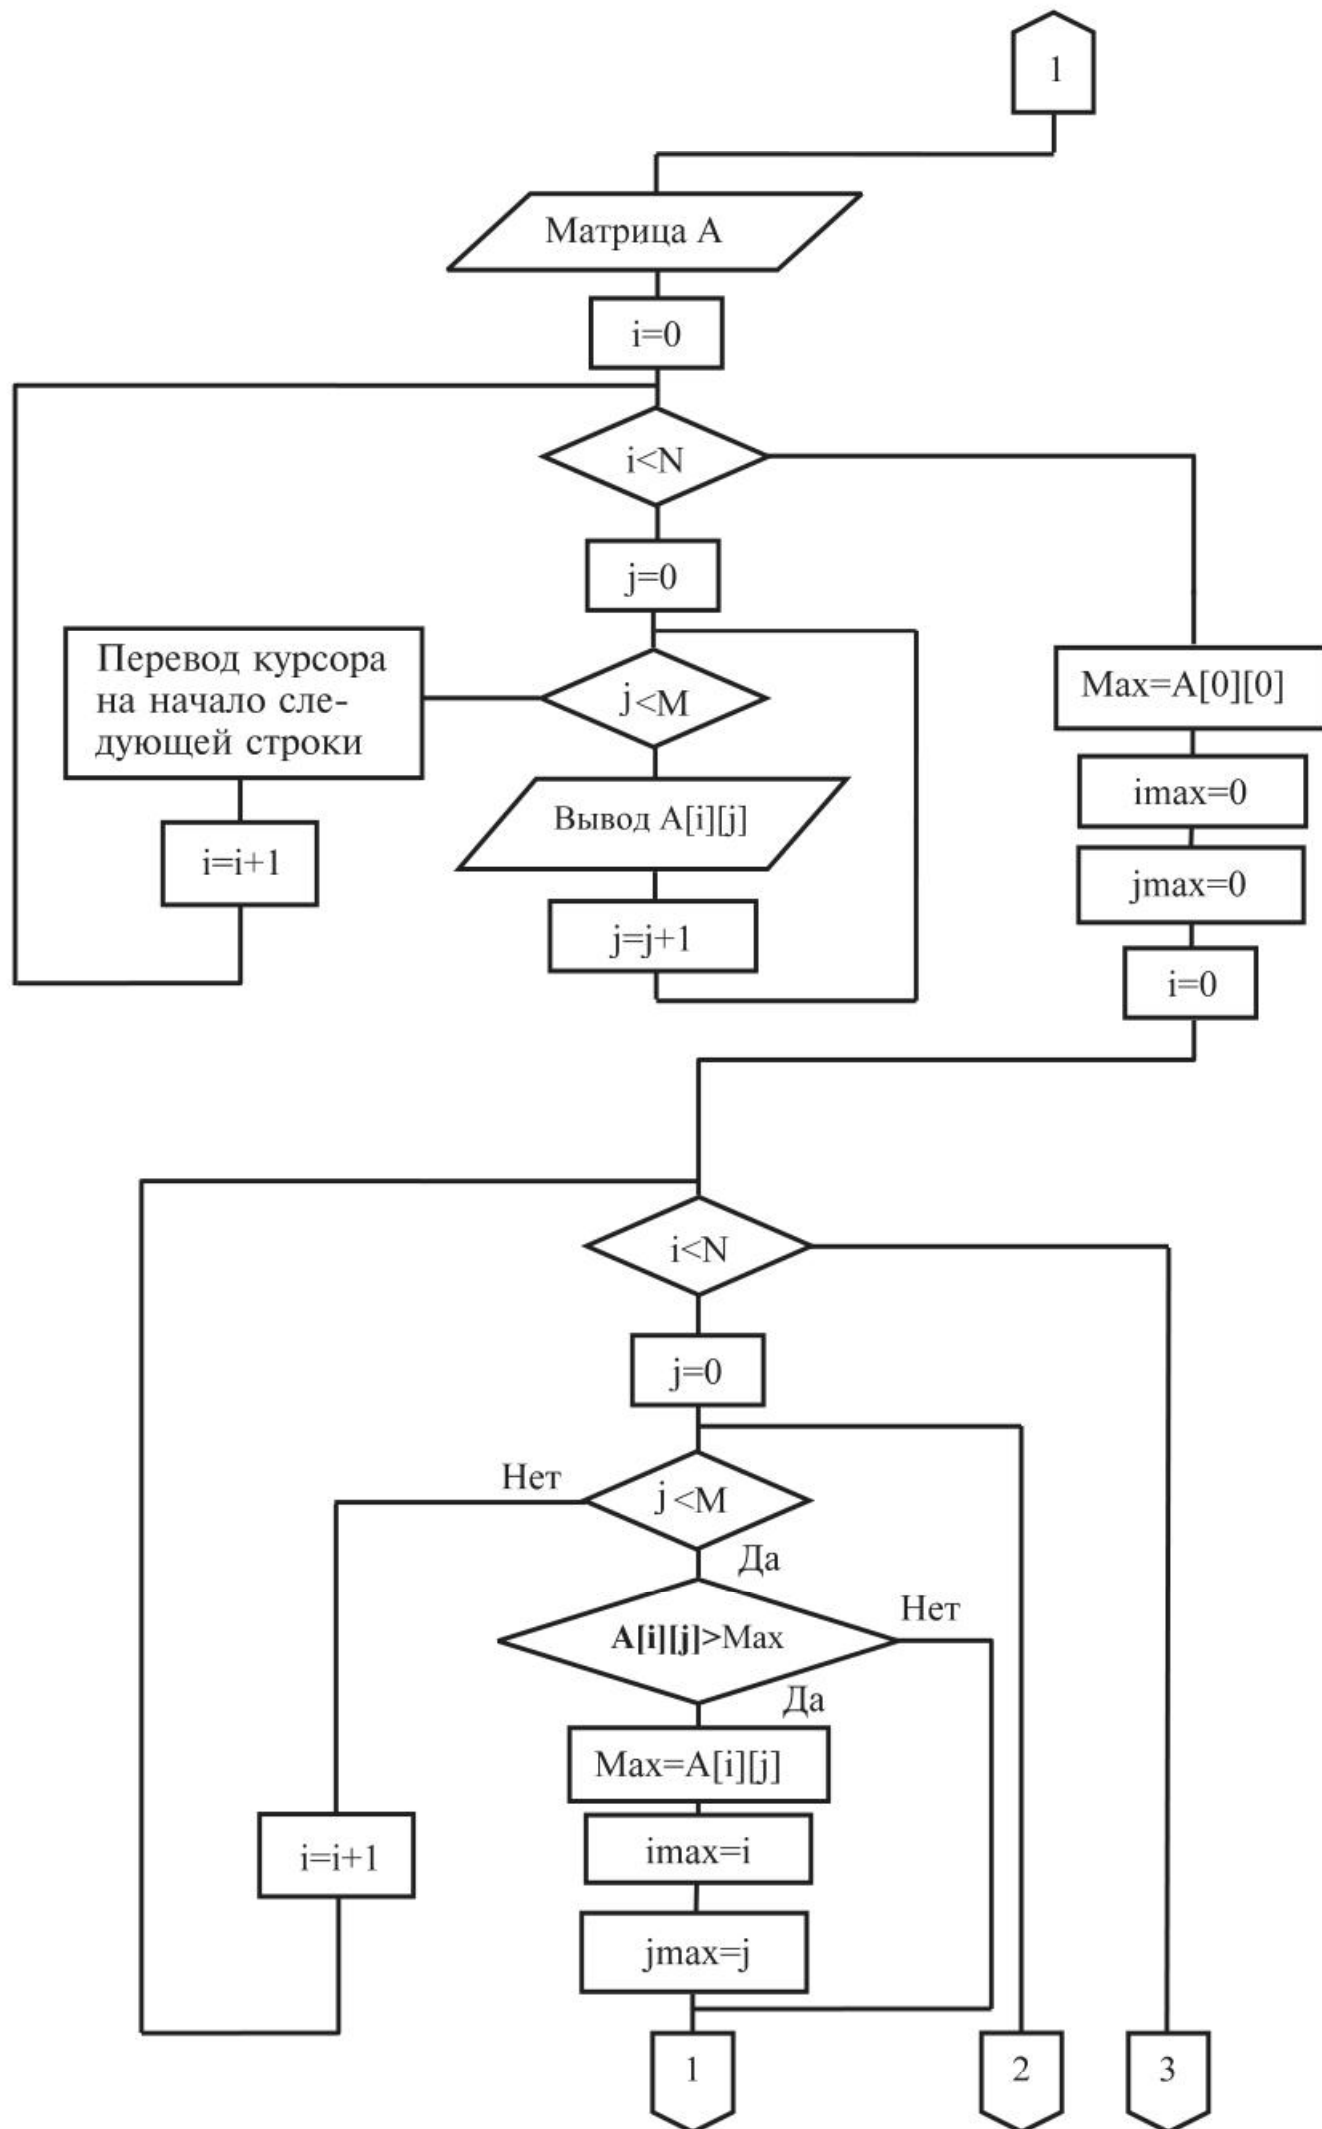 1
Матрица А
i=0
i<N
j=0
Перевод курсора
на начало сле-
дующей строки
j<M
Max=A[0][0]
Вывод A[i][j]
imax=0
i=i+1
jmax=0
j=j+1
i=0
i<N
j=0
Нет
j<M
Да
A[i][j]>Max
Нет
Да
Max=A[i][j]
imax=i
i=i+1
jmax=j
1
2
3